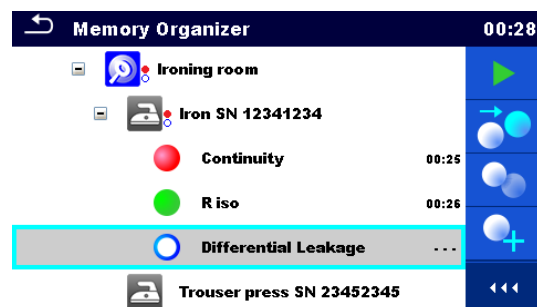 Memory Organizer 00:28
Ironing room
Iron SN 12341234
Continuity 00:25
R iso 00:26
Differential Leakage ---
Trouser press SN 23452345